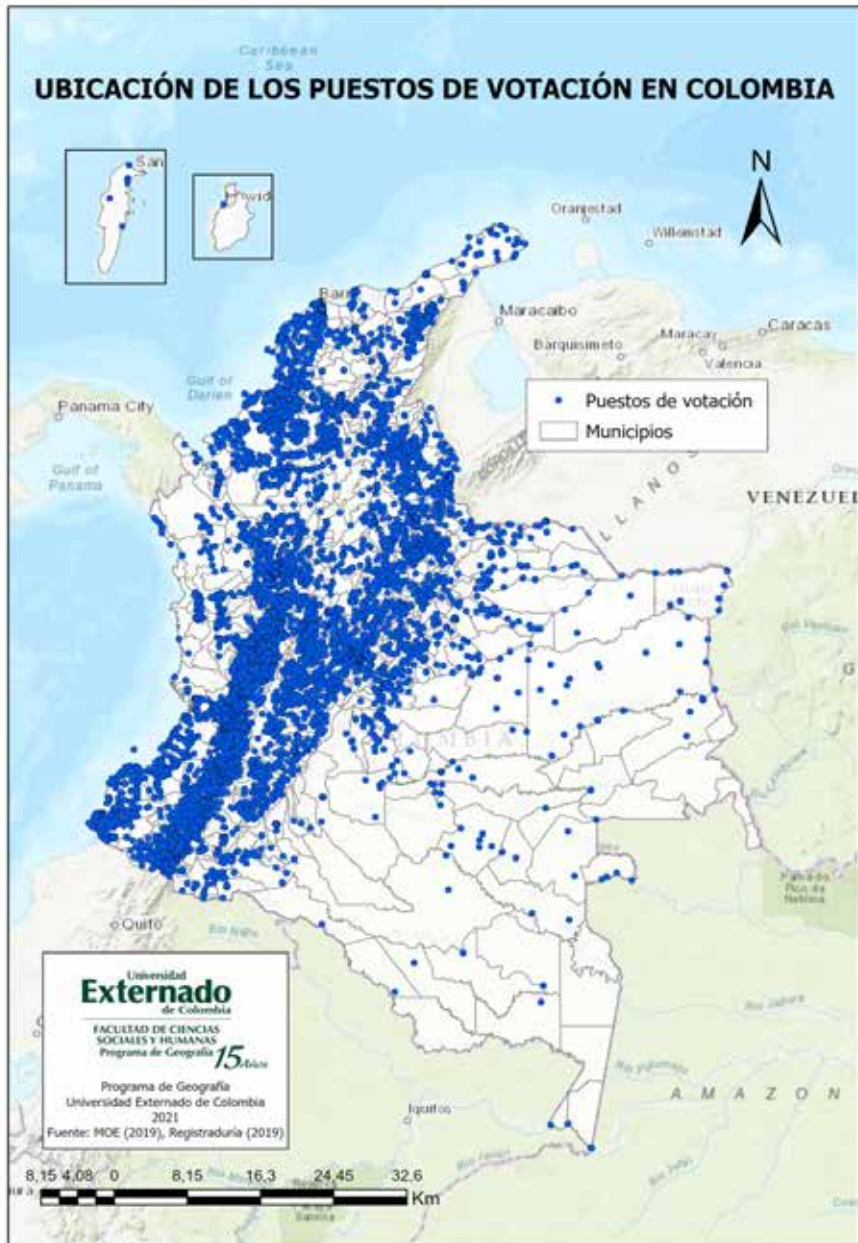 Caribbean
Sea
UBICACIÓN DE LOS PUESTOS DE VOTACIÓN EN COLOMBIA
San
N
Oranjestad
Willemstad
Maracaibo
Caracas
Maracay
Barquisimeto
Valencia
Gulf of
Darien
Panama City
Gulf of
Panama
Puestos de votación
Municipios
LLANOS
VENEZUEL
Quito
Universidad
Externado
de Colombia
FACULTAD DE CIENCIAS
SOCIALES Y HUMANAS
Programa de Geografía 15 Años
Programa de Geografía
Universidad Externado de Colombia
2021
Fuente: MOE (2019), Registraduría (2019)
Iquitos
AMAZON
8,15 4,08 0 8,15 16,3 24,45 32,6
Km